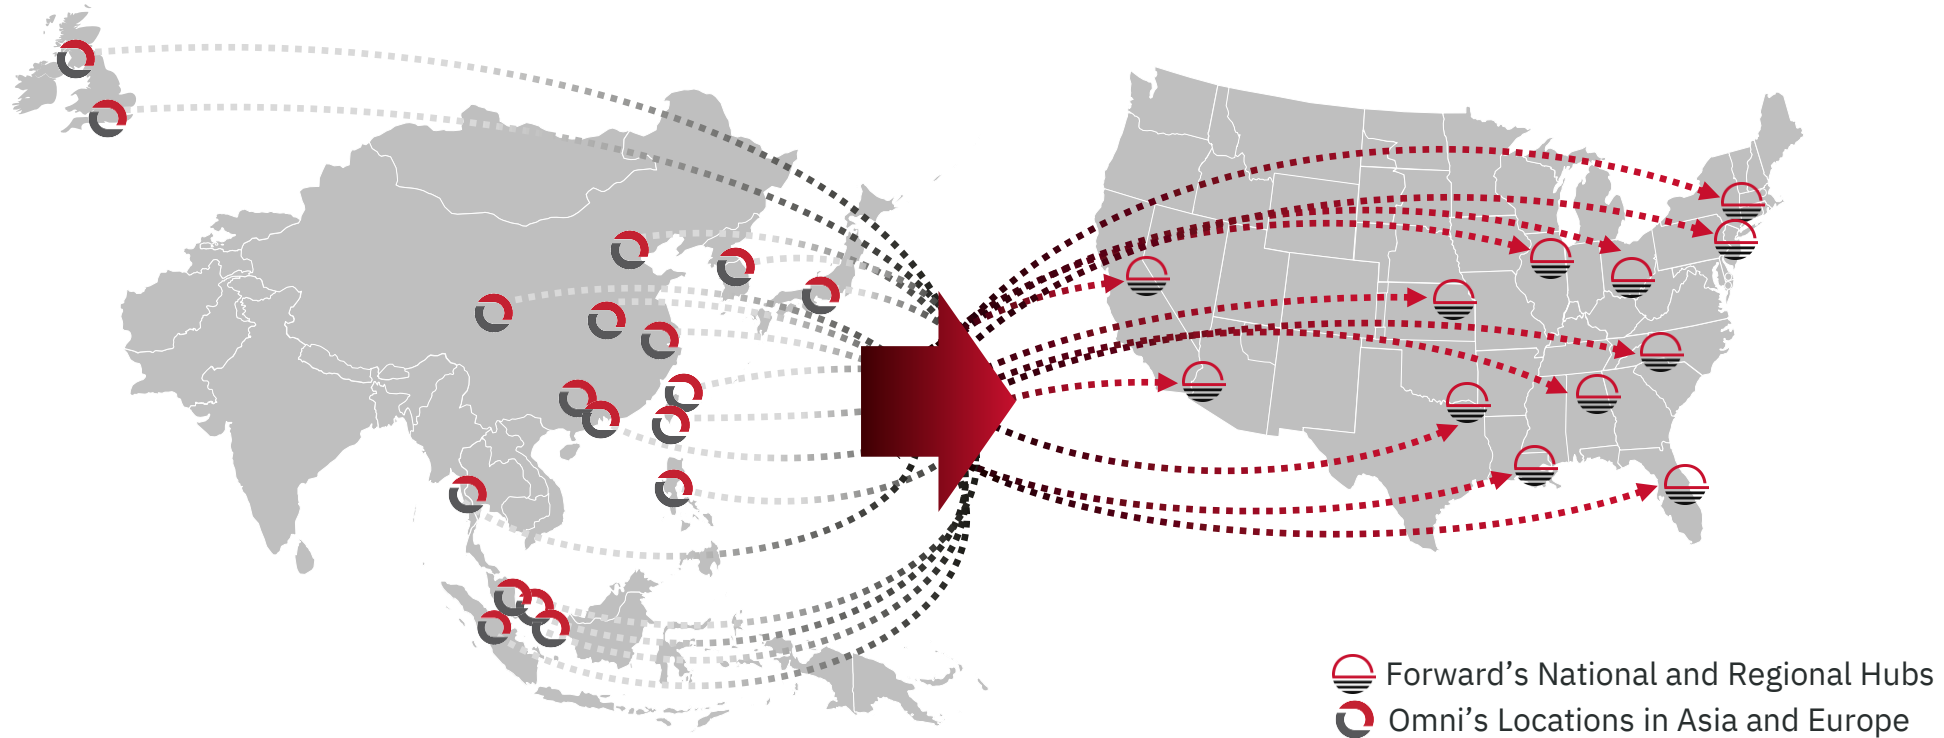 Forward’s National and Regional Hubs
Omni’s Locations in Asia and Europe